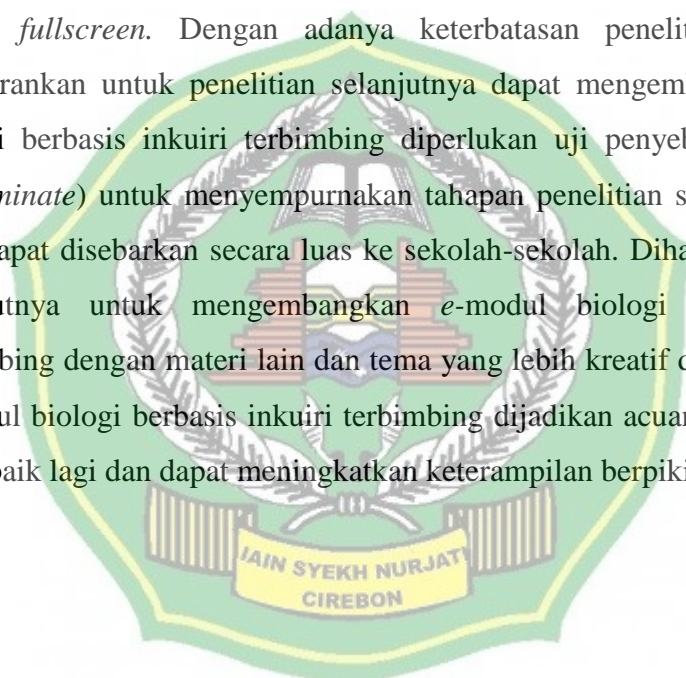 fullscreen. Dengan adanya keterbatasan penelit
rankan untuk penelitian selanjutnya dapat mengem
i berbasis inkuiri terbimbing diperlukan uji penye
minate) untuk menyempurnakan tahapan penelitian s
apat disebarkan secara luas ke sekolah-sekolah. Diha
utnya untuk mengembangkan e-modul biologi
bing dengan materi lain dan tema yang lebih kreatif d
ul biologi berbasis inkuiri terbimbing dijadikan acuan
baik lagi dan dapat meningkatkan keterampilan berpiki
IAIN SYEKH NURJATI
CIREBON